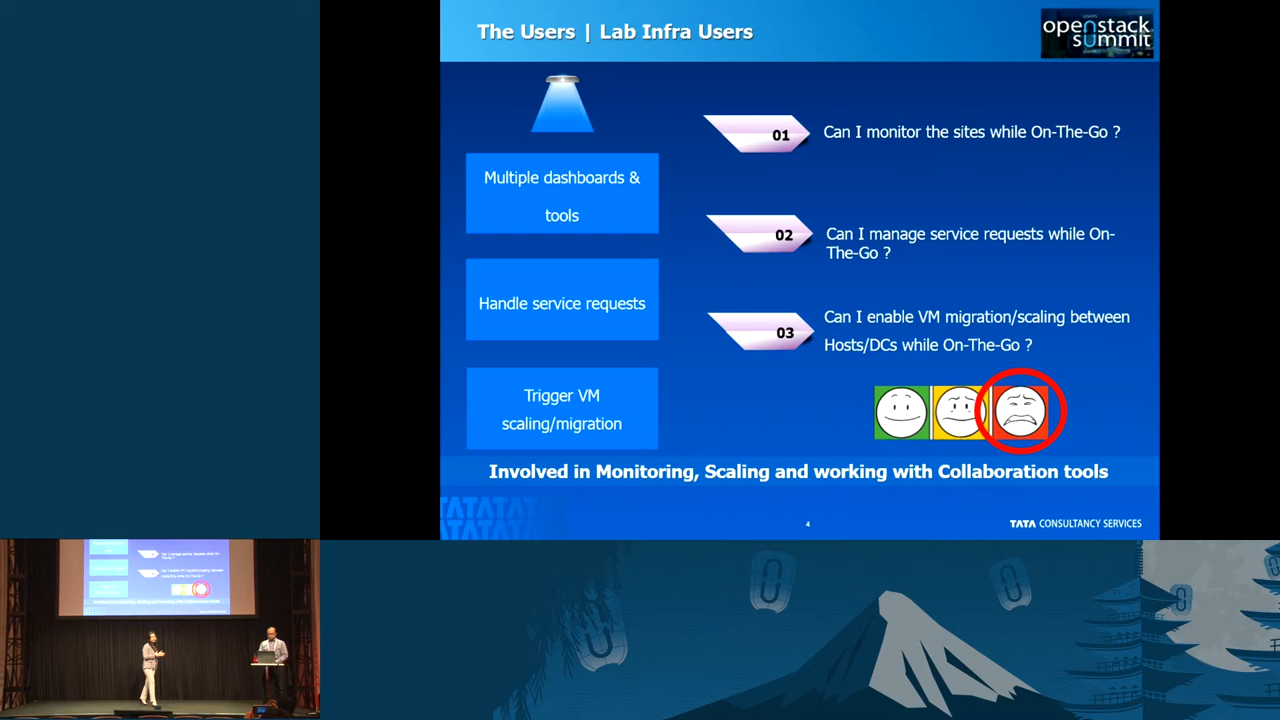 The Users | Lab Infra Users
openstack
summit
01
Can I monitor the sites while On-The-Go ?
Multiple dashboards &
tools
02
Can I manage service requests while On-
The-Go ?
Handle service requests
03
Can I enable VM migration/scaling between
Hosts/DCs while On-The-Go ?
Trigger VM
scaling/migration
Involved in Monitoring, Scaling and working with Collaboration tools
4
TATA CONSULTANCY SERVICES